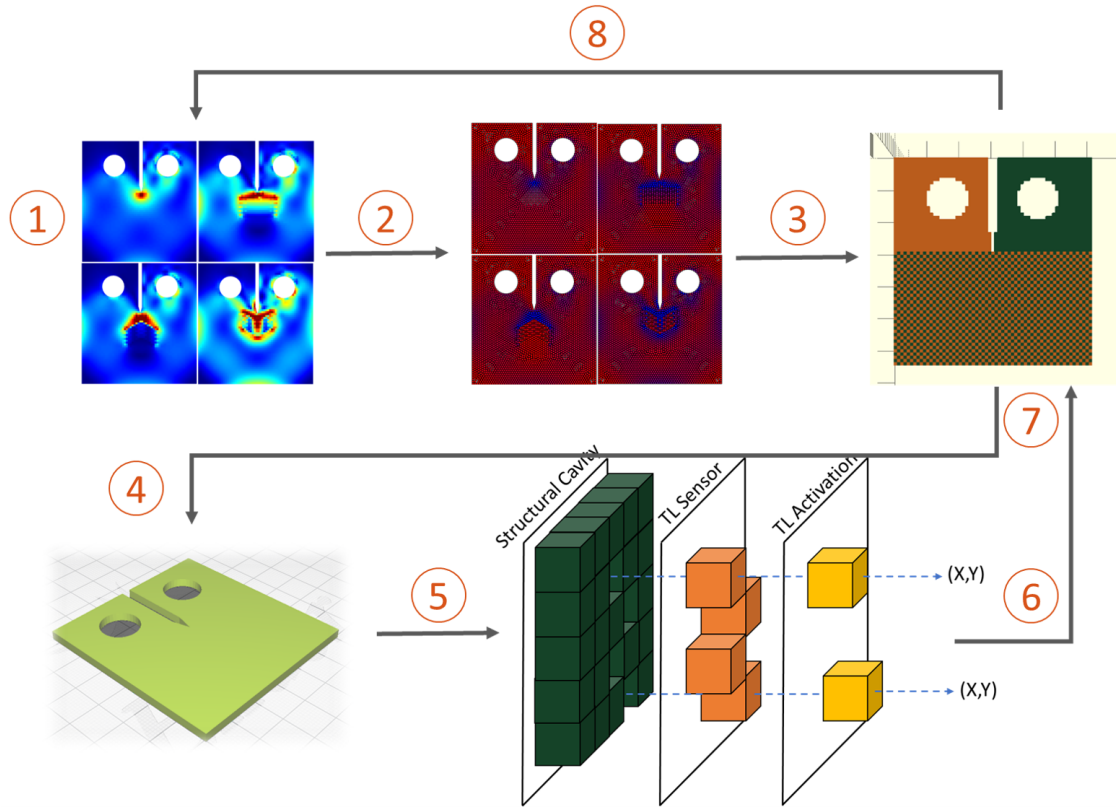 8
1
2
3
7
4
Structural Cavity
TL Sensor
TL Activation
5
(X,Y)
6
(X,Y)